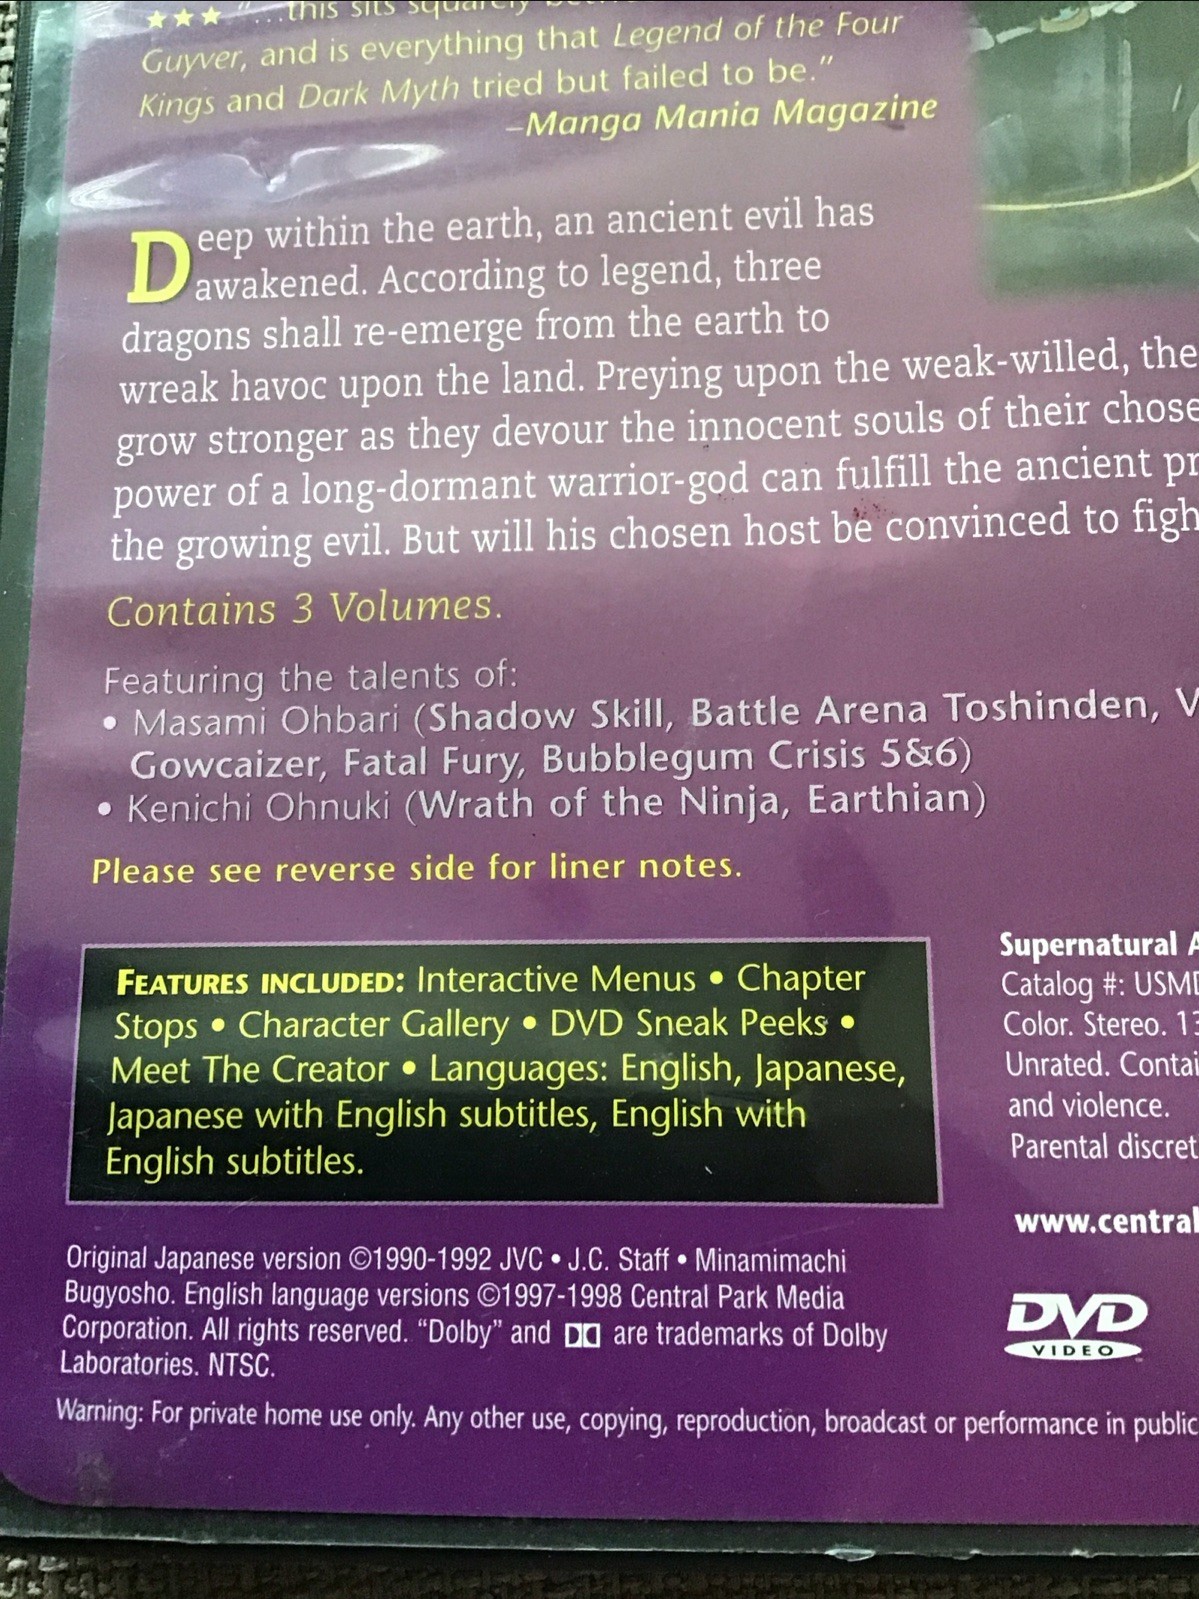 ★★★ “...this sits squarely
Guyver, and is everything that Legend of the Four
Kings and Dark Myth tried but failed to be.”
–Manga Mania Magazine
Deep within the earth, an ancient evil has
awakened. According to legend, three
dragons shall re-emerge from the earth to
wreak havoc upon the land. Preying upon the weak-willed, the
grow stronger as they devour the innocent souls of their chose
power of a long-dormant warrior-god can fulfill the ancient pr
the growing evil. But will his chosen host be convinced to figh
Contains 3 Volumes.
Featuring the talents of:
• Masami Ohbari (Shadow Skill, Battle Arena Toshinden, V
Gowcaizer, Fatal Fury, Bubblegum Crisis 5&6)
• Kenichi Ohnuki (Wrath of the Ninja, Earthian)
Please see reverse side for liner notes.
FEATURES INCLUDED: Interactive Menus • Chapter
Stops • Character Gallery • DVD Sneak Peeks •
Meet The Creator • Languages: English, Japanese,
Japanese with English subtitles, English with
English subtitles.
Supernatural A
Catalog #: USMD
Color. Stereo. 13
Unrated. Contai
and violence.
Parental discret
www.central
Original Japanese version ©1990-1992 JVC • J.C. Staff • Minamimachi
Bugyosho. English language versions ©1997-1998 Central Park Media
Corporation. All rights reserved. “Dolby” and are trademarks of Dolby
Laboratories. NTSC.
DVD
VIDEO
Warning: For private home use only. Any other use, copying, reproduction, broadcast or performance in public